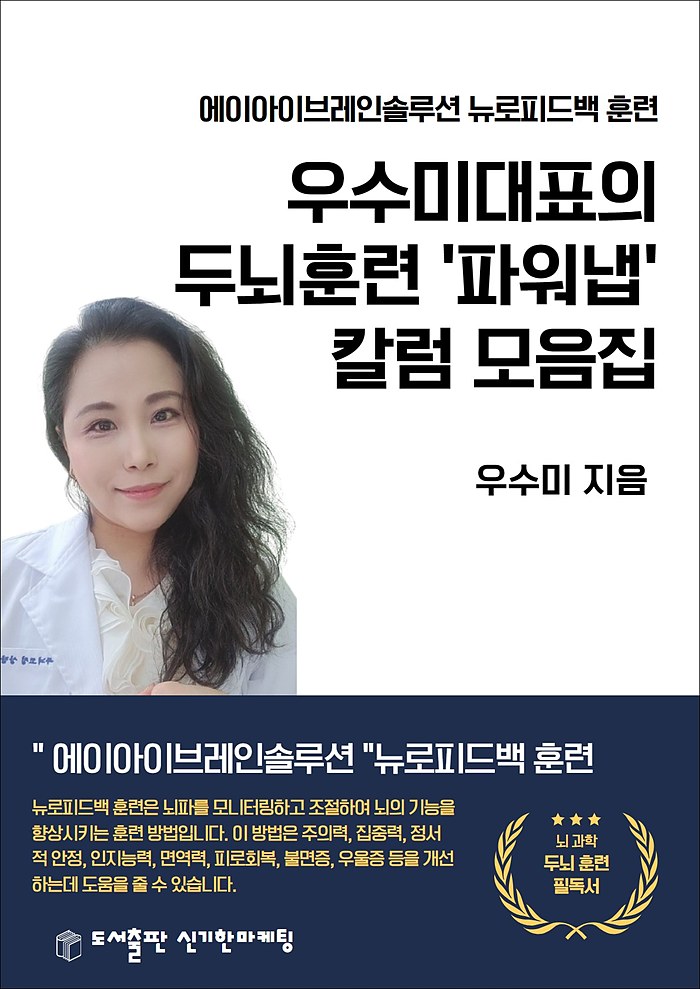 에이아이브레인솔루션 뉴로피드백 훈련
우수미대표의
두뇌훈련 '파워냅'
칼럼 모음집
우수미 지음
" 에이아이브레인솔루션 "뉴로피드백 훈련
뉴로피드백 훈련은 뇌파를 모니터링하고 조절하여 뇌의 기능을
향상시키는 훈련 방법입니다. 이 방법은 주의력, 집중력, 정서
적 안정, 인지능력, 면역력, 피로회복, 불면증, 우울증 등을 개선
하는데 도움을 줄 수 있습니다.
뇌 과학
두뇌 훈련
필독서
도서출판 신기한마케팅